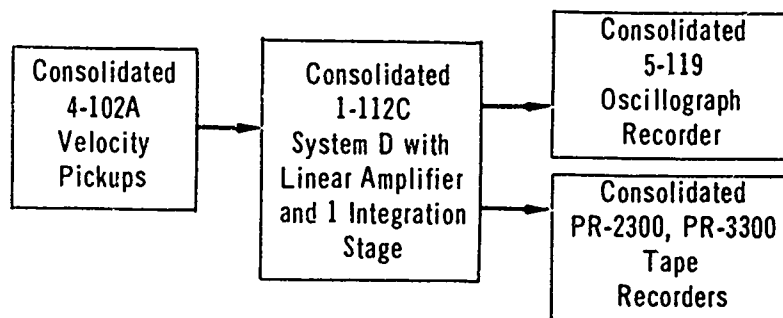 Consolidated
4-102A
Velocity
Pickups
Consolidated
1-112C
System D with
Linear Amplifier
and 1 Integration
Stage
Consolidated
5-119
Oscillograph
Recorder
Consolidated
PR-2300, PR-3300
Tape
Recorders